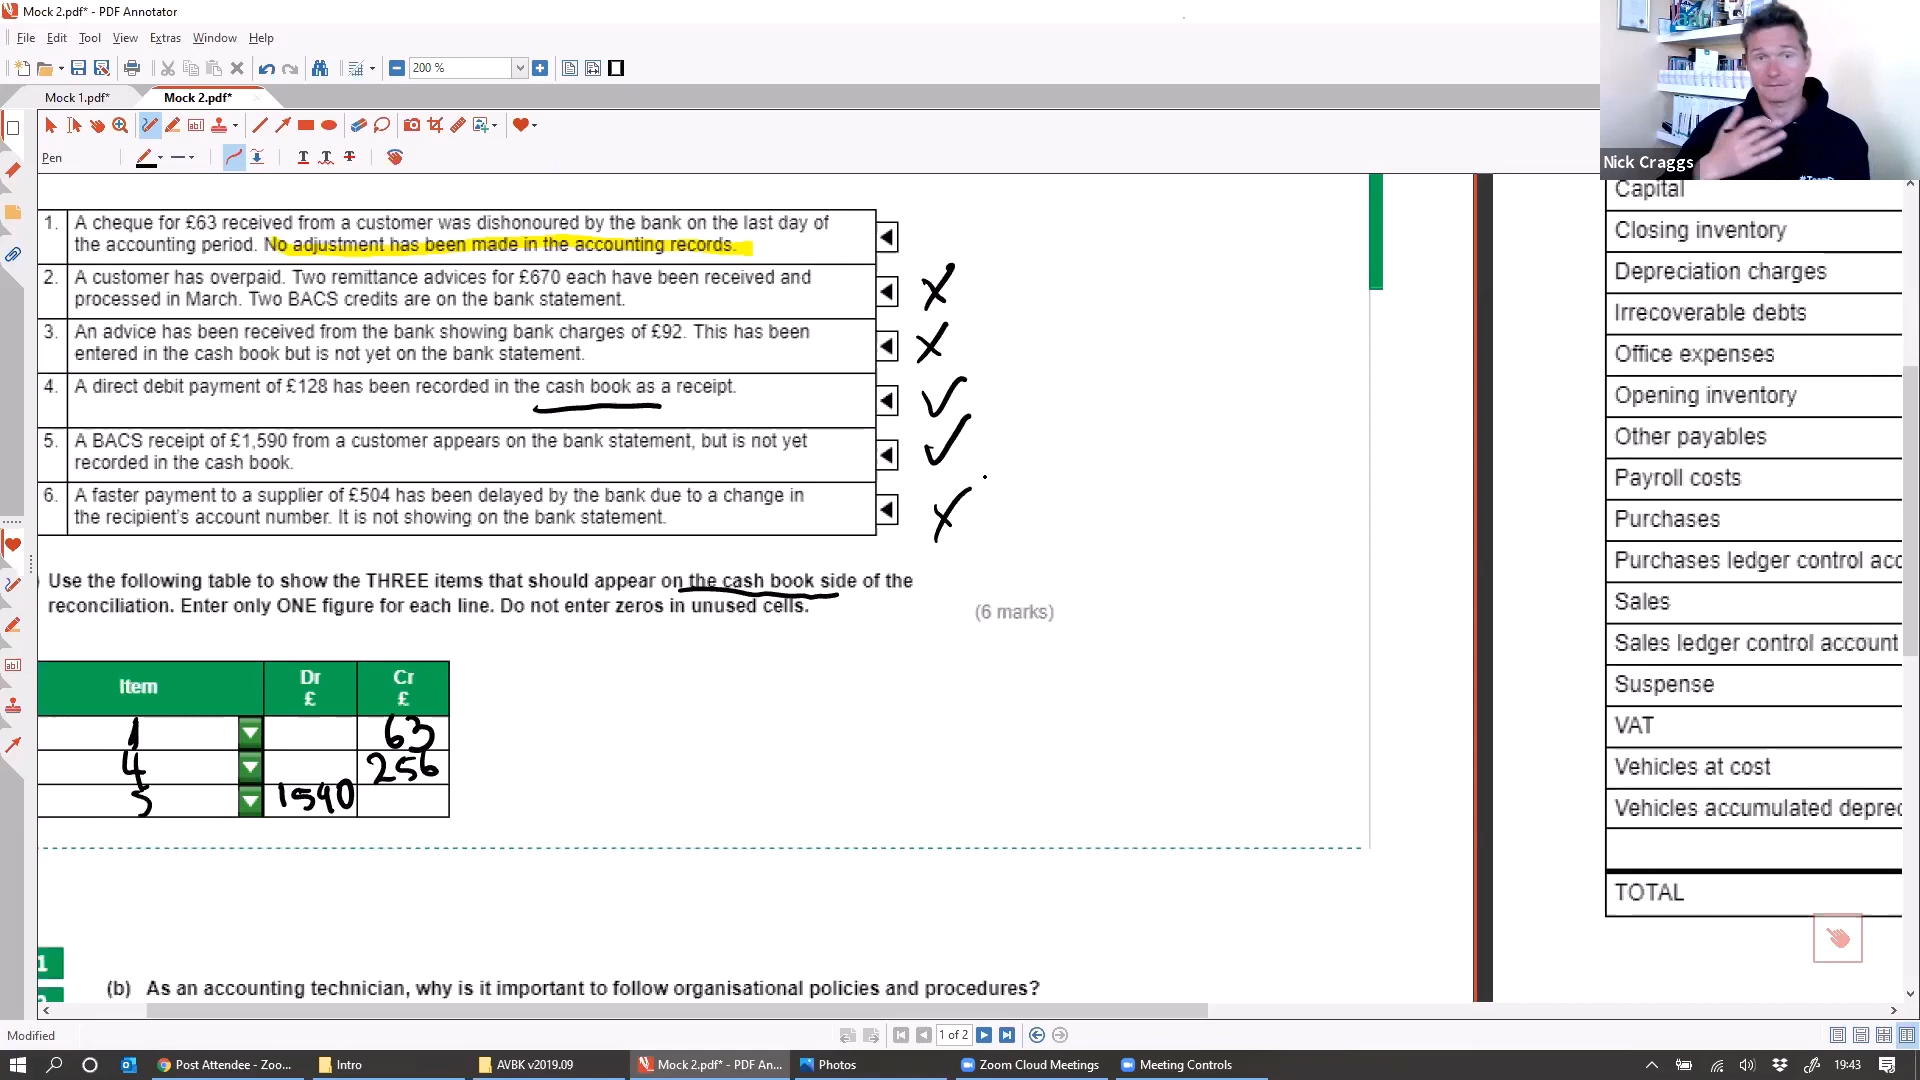 Mock 2.pdf* - PDF Annotator
File Edit Tool View Extras Window Help
200 %
Mock 1.pdf* Mock 2.pdf*
Pen
Nick Craggs
1. A cheque for £63 received from a customer was dishonoured by the bank on the last day of
the accounting period. No adjustment has been made in the accounting records.
2. A customer has overpaid. Two remittance advices for £670 each have been received and
processed in March. Two BACS credits are on the bank statement.
3. An advice has been received from the bank showing bank charges of £92. This has been
entered in the cash book but is not yet on the bank statement.
4. A direct debit payment of £128 has been recorded in the cash book as a receipt.
5. A BACS receipt of £1,590 from a customer appears on the bank statement, but is not yet
recorded in the cash book.
6. A faster payment to a supplier of £504 has been delayed by the bank due to a change in
the recipient's account number. It is not showing on the bank statement.
Use the following table to show the THREE items that should appear on the cash book side of the
reconciliation. Enter only ONE figure for each line. Do not enter zeros in unused cells.
(6 marks)
Item Dr £ Cr £
1 63
4 256
5 1590
1
(b) As an accounting technician, why is it important to follow organisational policies and procedures?
Capital
Closing inventory
Depreciation charges
Irrecoverable debts
Office expenses
Opening inventory
Other payables
Payroll costs
Purchases
Purchases ledger control acc
Sales
Sales ledger control account
Suspense
VAT
Vehicles at cost
Vehicles accumulated deprec
TOTAL
Modified
1 of 2
Post Attendee - Zoo...
Intro
AVBK v2019.09
Mock 2.pdf* - PDF An...
Photos
Zoom Cloud Meetings
Meeting Controls
19:43